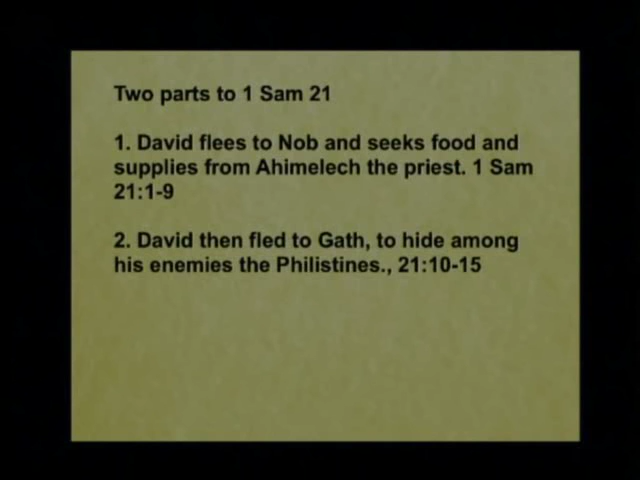 Two parts to 1 Sam 21
1. David flees to Nob and seeks food and
supplies from Ahimelech the priest. 1 Sam
21:1-9
2. David then fled to Gath, to hide among
his enemies the Philistines., 21:10-15